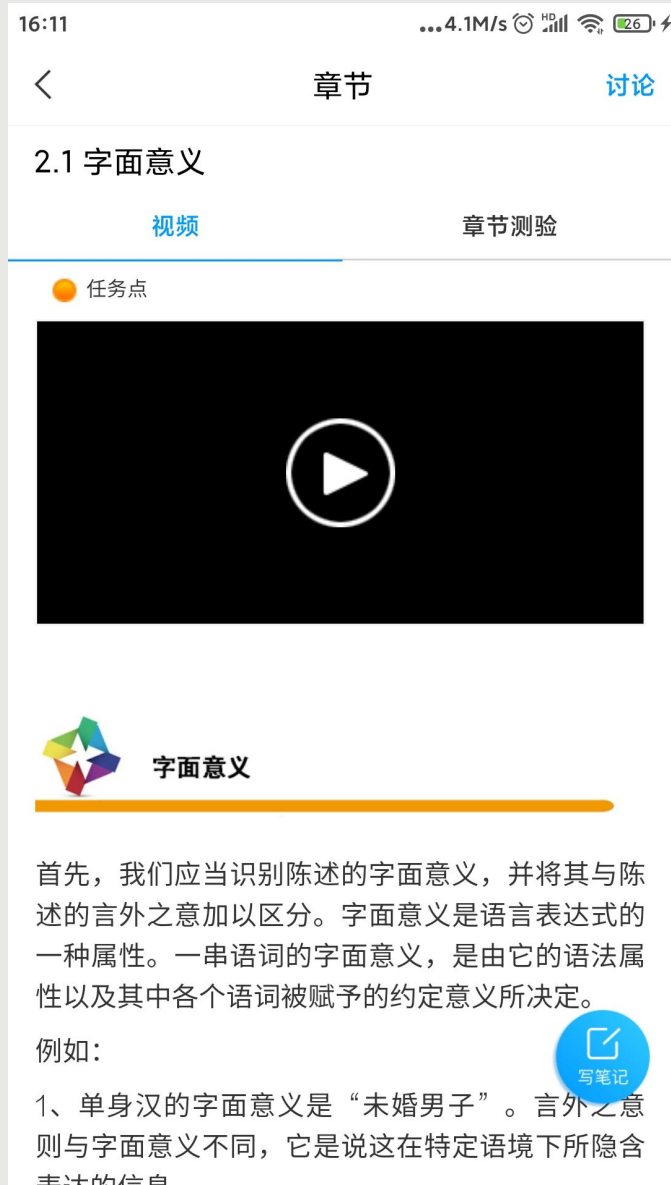 16:11
...4.1M/s HD 26
章节
讨论
2.1 字面意义
视频
章节测验
任务点
字面意义
首先，我们应当识别陈述的字面意义，并将其与陈
述的言外之意加以区分。字面意义是语言表达式的
一种属性。一串语词的字面意义，是由它的语法属
性以及其中各个语词被赋予的约定意义所决定。
例如：
写笔记
1、单身汉的字面意义是“未婚男子”。言外之意
则与字面意义不同，它是说这在特定语境下所隐含